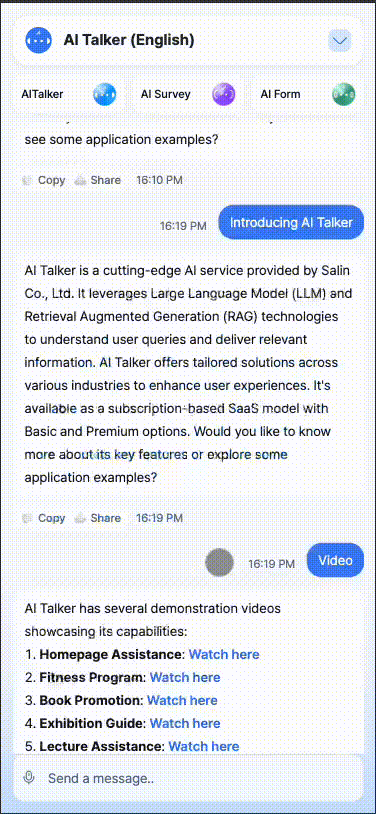 AI Talker (English)
AITalker
AI Survey
AI Form
see some application examples?
Copy Share 16:10 PM
16:19 PM Introducing AI Talker
AI Talker is a cutting-edge AI service provided by Salin
Co., Ltd. It leverages Large Language Model (LLM) and
Retrieval Augmented Generation (RAG) technologies
to understand user queries and deliver relevant
information. AI Talker offers tailored solutions across
various industries to enhance user experiences. It's
available as a subscription-based SaaS model with
Basic and Premium options. Would you like to know
more about its key features or explore some
application examples?
Copy Share 16:19 PM
16:19 PM Video
AI Talker has several demonstration videos
showcasing its capabilities:
1. Homepage Assistance: Watch here
2. Fitness Program: Watch here
3. Book Promotion: Watch here
4. Exhibition Guide: Watch here
5. Lecture Assistance: Watch here
Send a message..